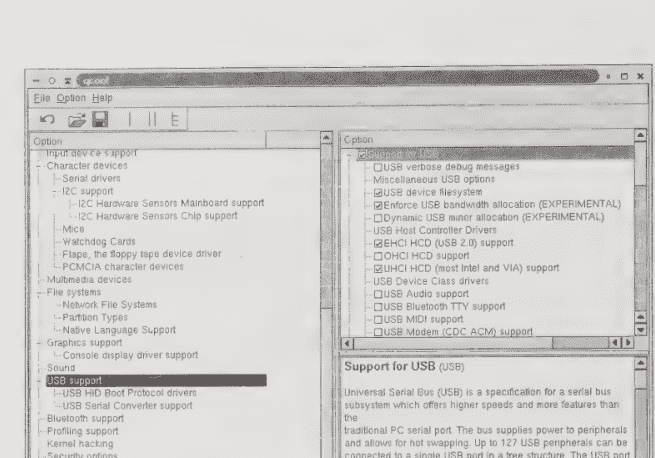 qconf
File Option Help
Option
Input device support
Character devices
Serial drivers
I2C support
I2C Hardware Sensors Mainboard support
I2C Hardware Sensors Chip support
Mice
Watchdog Cards
Ftape, the floppy tape device driver
PCMCIA character devices
Multimedia devices
File systems
Network File Systems
Partition Types
Native Language Support
Graphics support
Console display driver support
Sound
USB support
USB HID Boot Protocol drivers
USB Serial Converter support
Bluetooth support
Profiling support
Kernel hacking
Security options
Option
Support for USB
USB verbose debug messages
Miscellaneous USB options
USB device filesystem
Enforce USB bandwidth allocation (EXPERIMENTAL)
Dynamic USB minor allocation (EXPERIMENTAL)
USB Host Controller Drivers
EHCI HCD (USB 2.0) support
OHCI HCD support
UHCI HCD (most Intel and VIA) support
USB Device Class drivers
USB Audio support
USB Bluetooth TTY support
USB MIDI support
USB Modem (CDC ACM) support
Support for USB (USB)
Universal Serial Bus (USB) is a specification for a serial bus
subsystem which offers higher speeds and more features than
the
traditional PC serial port. The bus supplies power to peripherals
and allows for hot swapping. Up to 127 USB peripherals can be
connected to a single USB port in a tree structure. The USB port